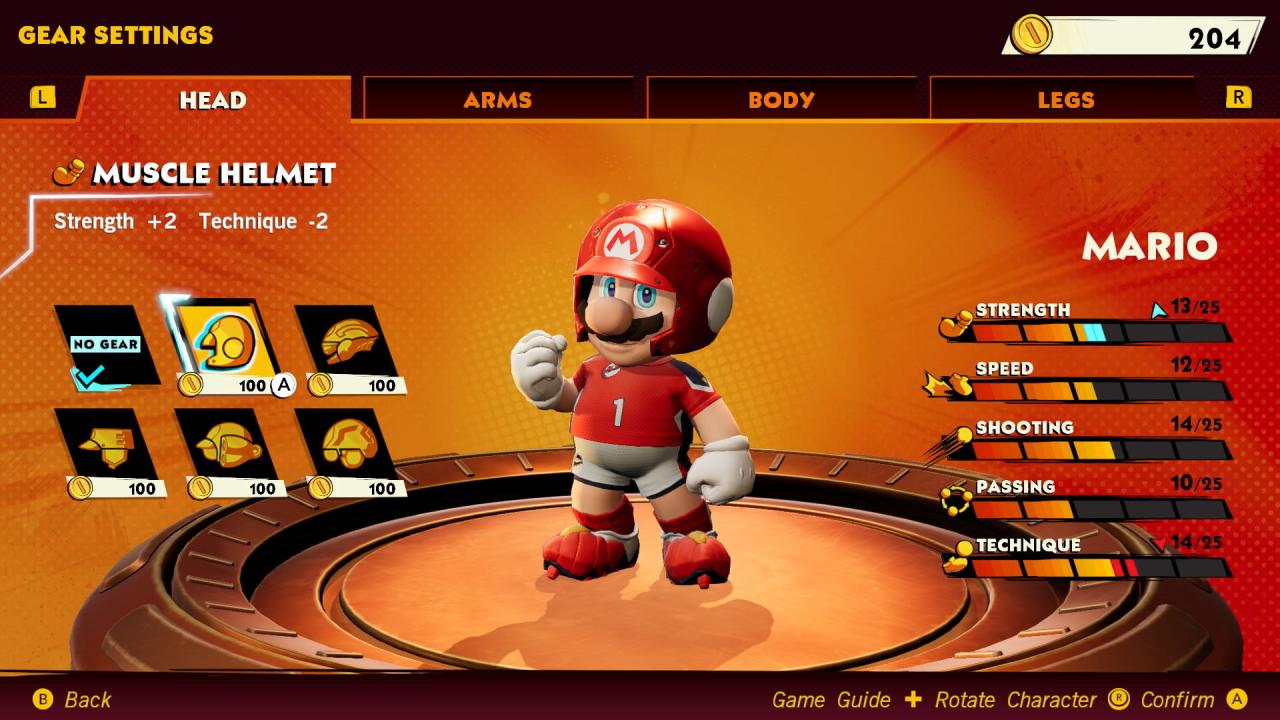 GEAR SETTINGS
204
L
HEAD
ARMS
BODY
LEGS
R
MUSCLE HELMET
Strength +2 Technique -2
NO GEAR
100 A
100
100
100
100
M
1
MARIO
STRENGTH 13/25
SPEED 12/25
SHOOTING 14/25
PASSING 10/25
TECHNIQUE 14/25
B Back
Game Guide + Rotate Character R Confirm A